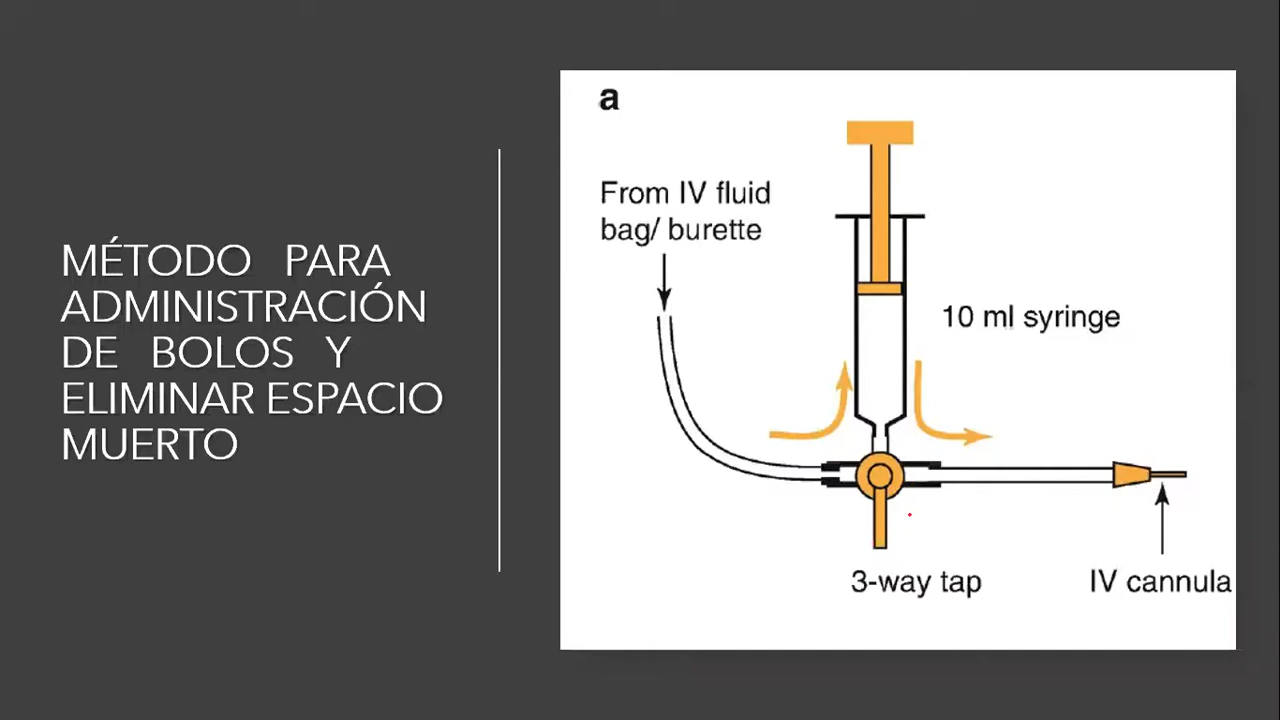 MÉTODO PARA
ADMINISTRACIÓN
DE BOLOS Y
ELIMINAR ESPACIO
MUERTO
a
From IV fluid
bag/ burette
10 ml syringe
3-way tap
IV cannula